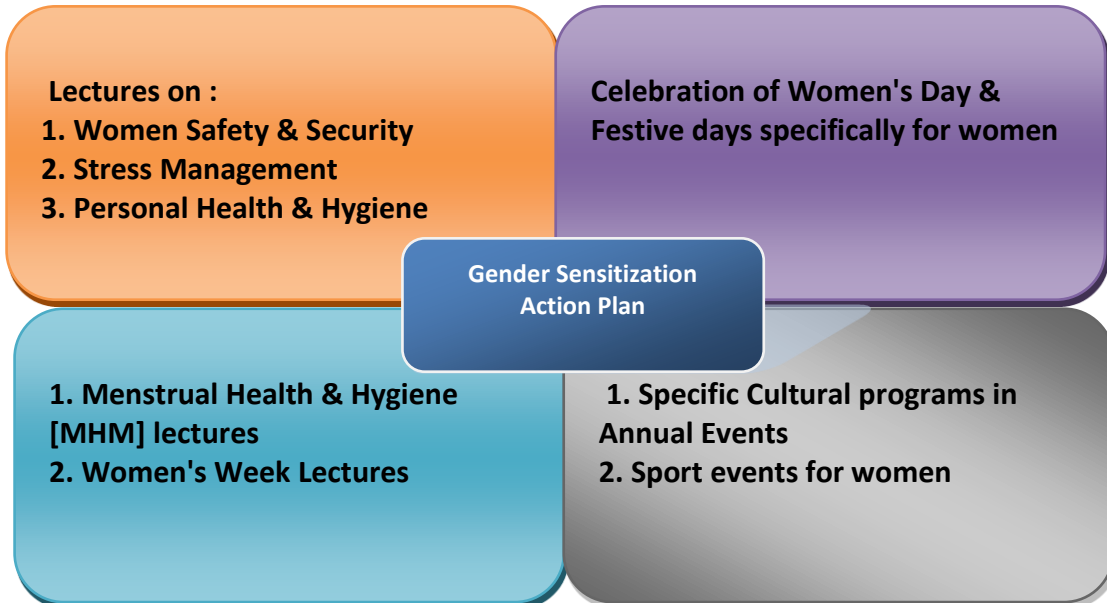 Lectures on :
1. Women Safety & Security
2. Stress Management
3. Personal Health & Hygiene
Celebration of Women's Day &
Festive days specifically for women
Gender Sensitization
Action Plan
1. Menstrual Health & Hygiene
[MHM] lectures
2. Women's Week Lectures
1. Specific Cultural programs in
Annual Events
2. Sport events for women